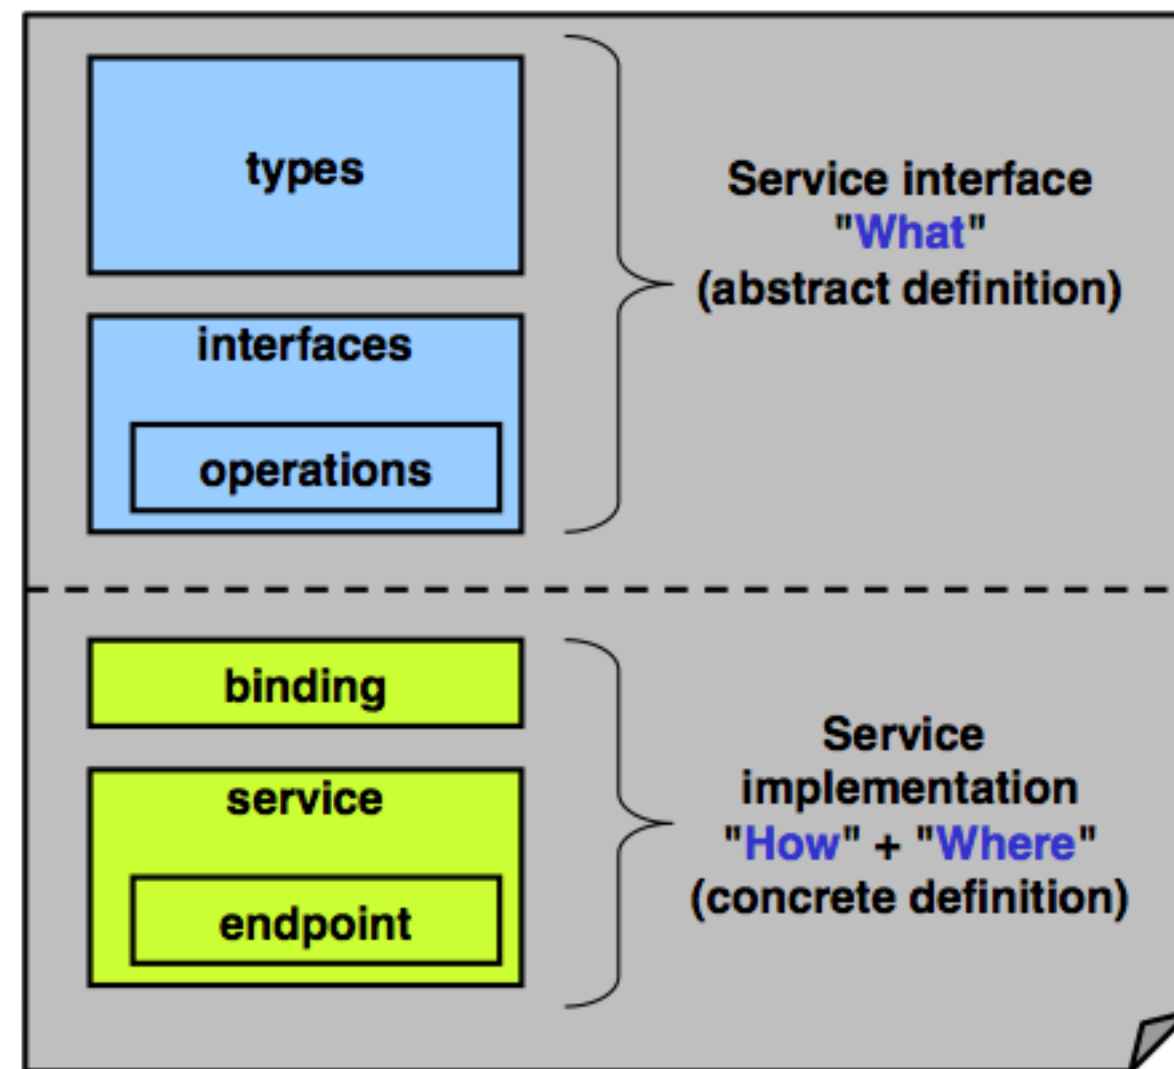 types
interfaces
operations
Service interface
"What"
(abstract definition)
binding
service
endpoint
Service
implementation
"How" + "Where"
(concrete definition)